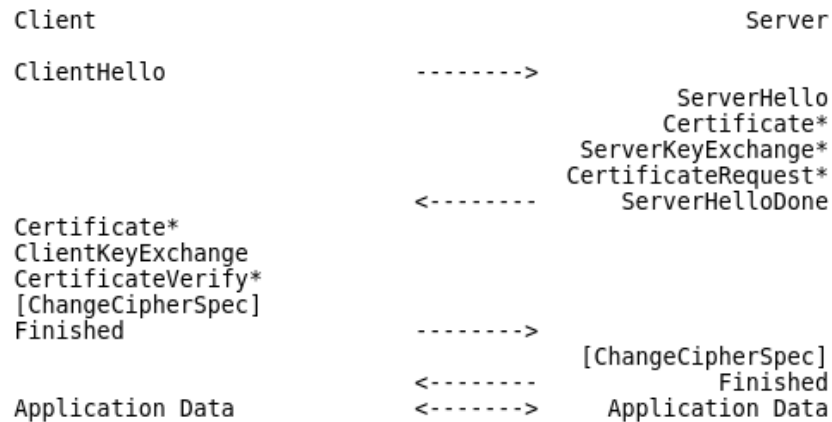 Client Server
ClientHello -------->
ServerHello
Certificate*
ServerKeyExchange*
CertificateRequest*
<-------- ServerHelloDone
Certificate*
ClientKeyExchange
CertificateVerify*
[ChangeCipherSpec]
Finished -------->
[ChangeCipherSpec]
<-------- Finished
Application Data <-------> Application Data